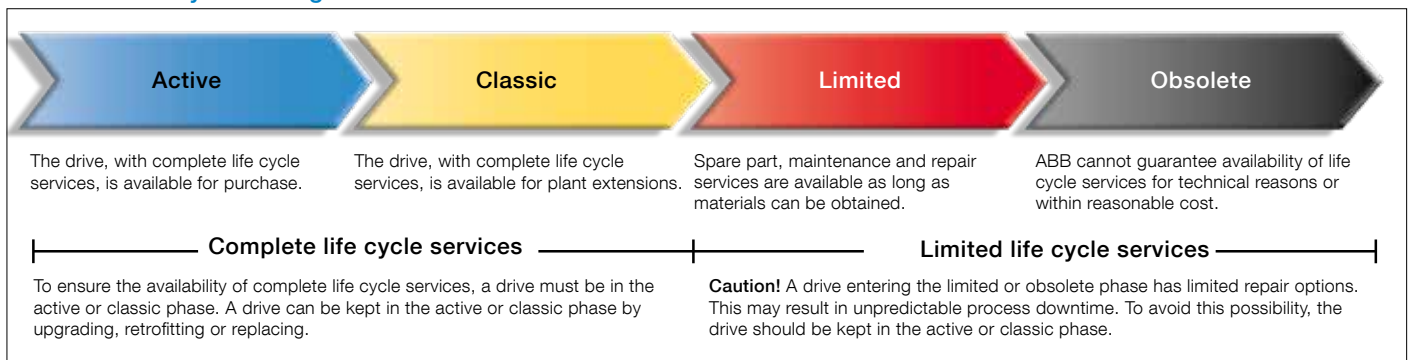 Active
Classic
Limited
Obsolete
The drive, with complete life cycle
services, is available for purchase.
The drive, with complete life cycle
services, is available for plant extensions.
Spare part, maintenance and repair
services are available as long as
materials can be obtained.
ABB cannot guarantee availability of life
cycle services for technical reasons or
within reasonable cost.
Complete life cycle services
Limited life cycle services
To ensure the availability of complete life cycle services, a drive must be in the
active or classic phase. A drive can be kept in the active or classic phase by
upgrading, retrofitting or replacing.
Caution! A drive entering the limited or obsolete phase has limited repair options.
This may result in unpredictable process downtime. To avoid this possibility, the
drive should be kept in the active or classic phase.